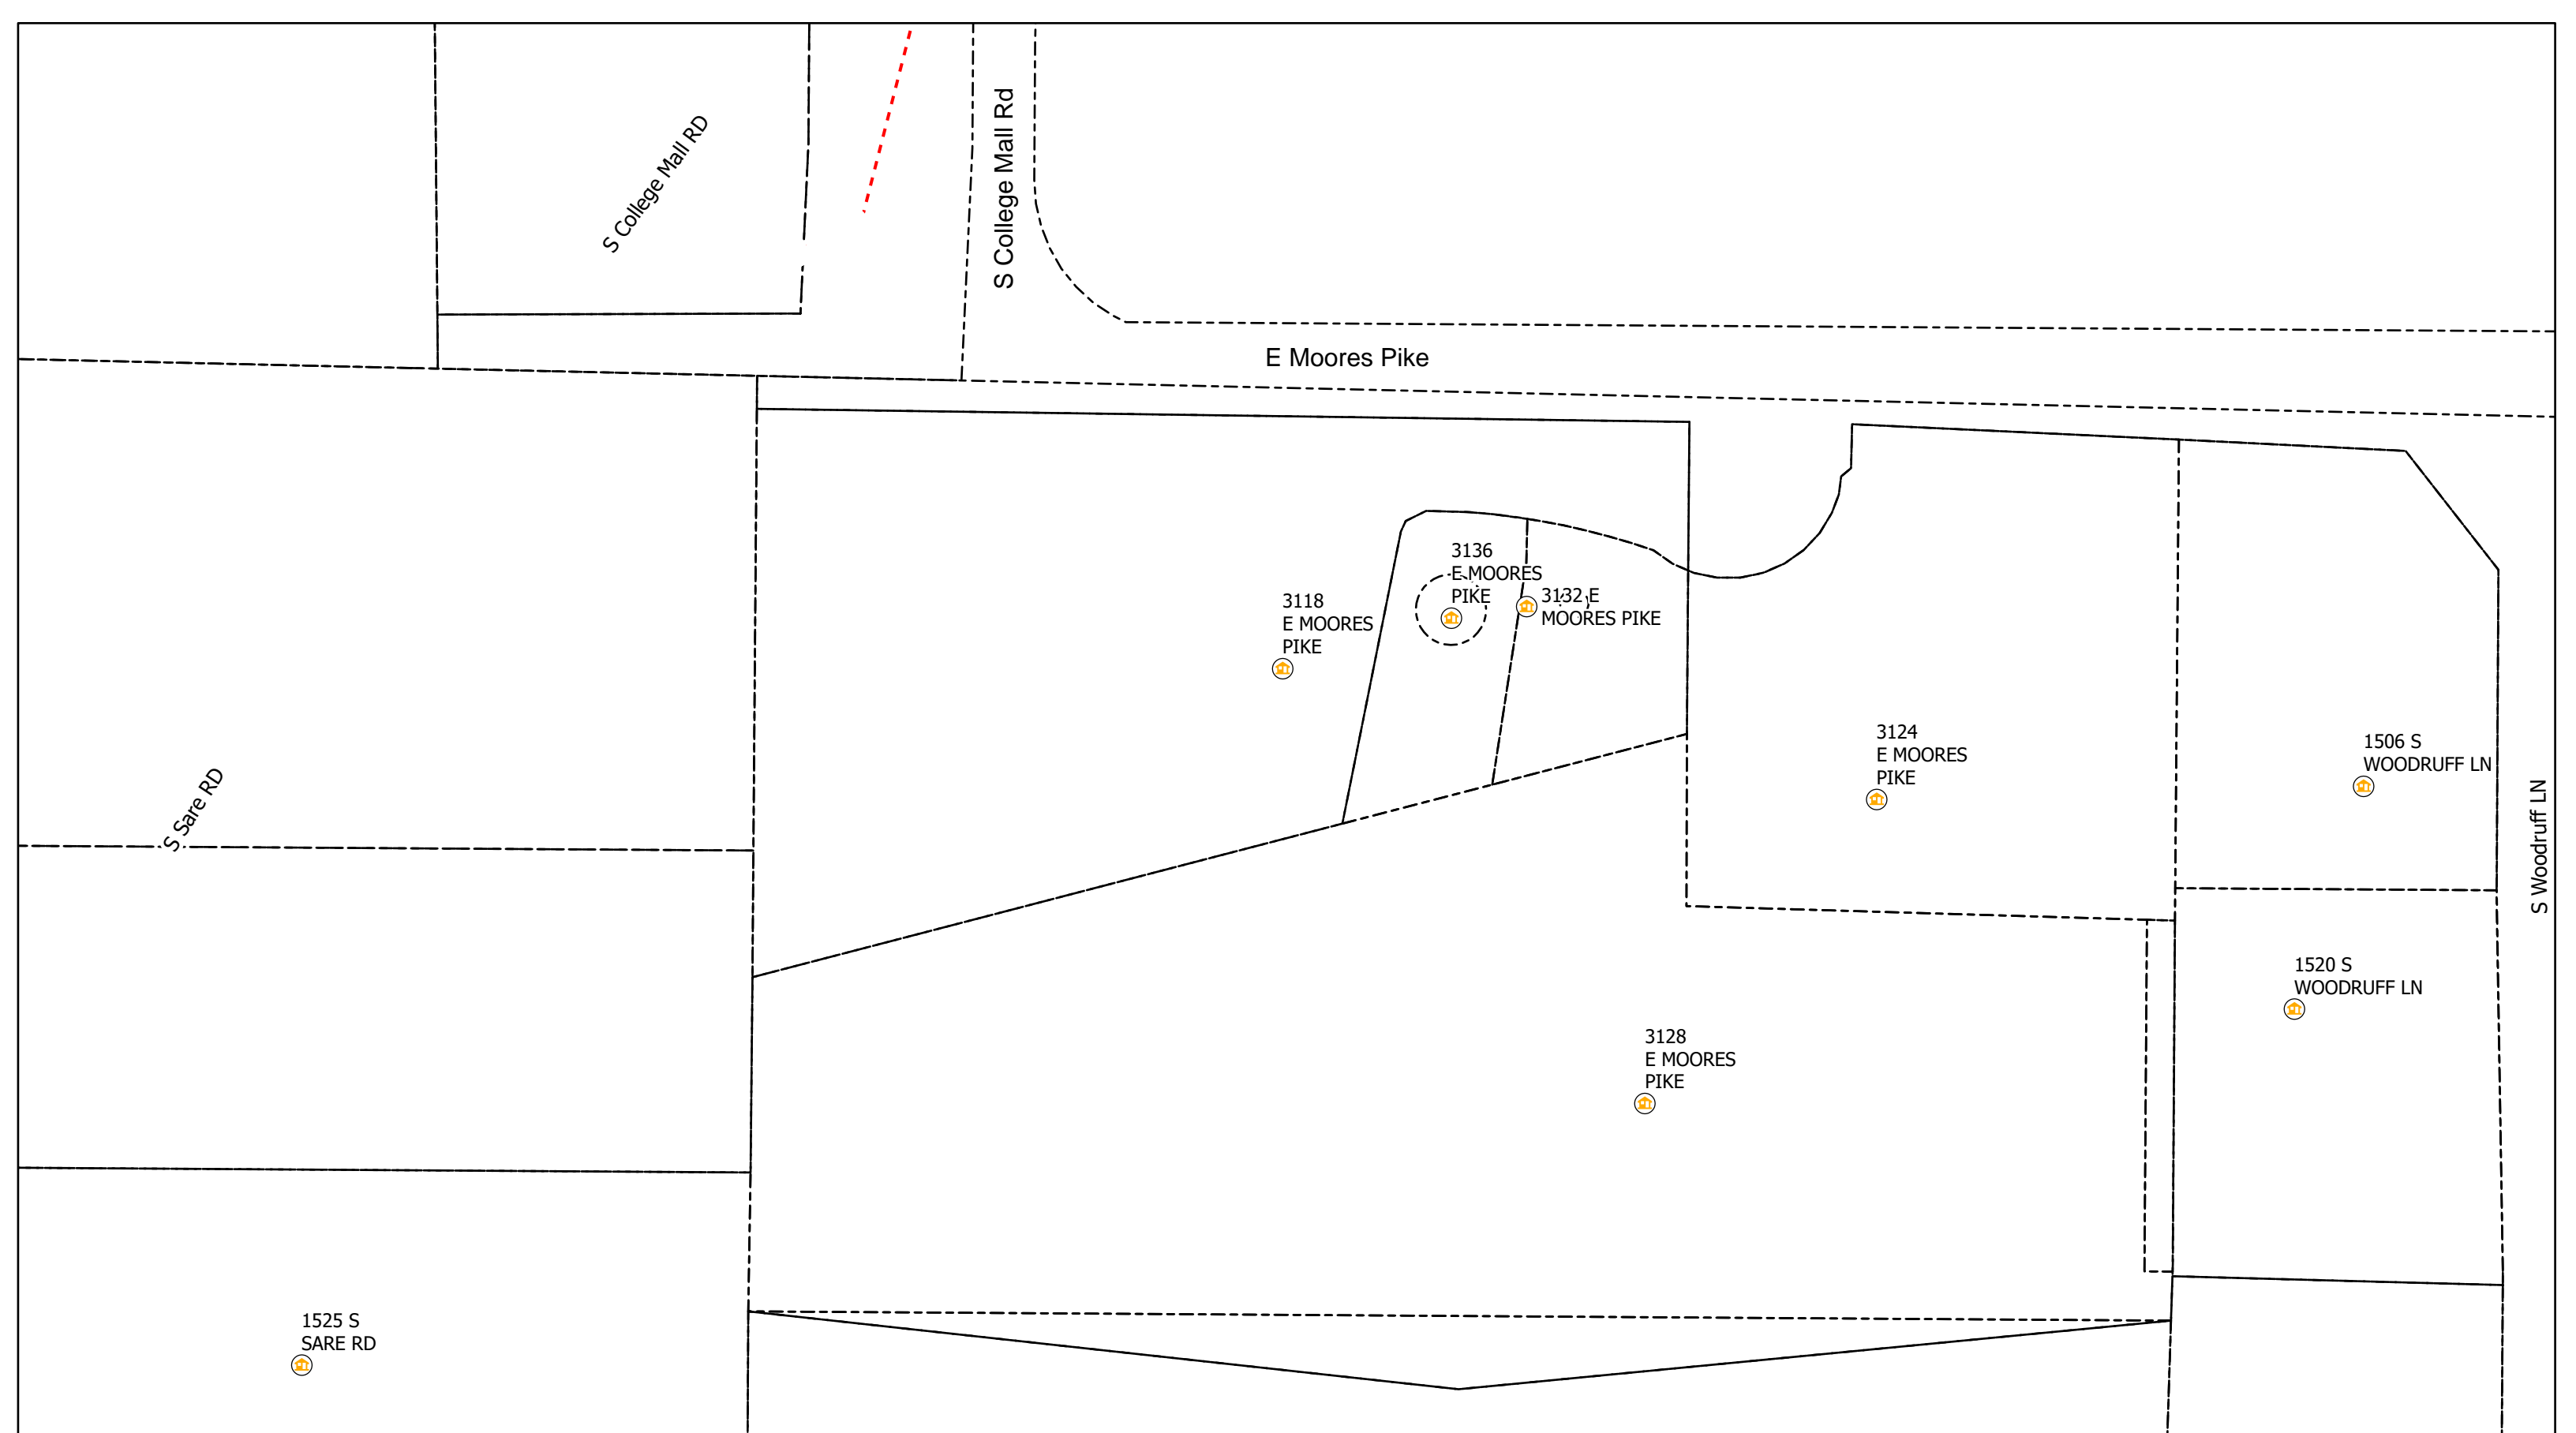 S College Mall RD
S College Mall Rd
E Moores Pike
3136
E MOORES
PIKE
3132 E
MOORES PIKE
3118
E MOORES
PIKE
3124
E MOORES
PIKE
1506 S
WOODRUFF LN
S Sare RD
S Woodruff LN
1520 S
WOODRUFF LN
3128
E MOORES
PIKE
1525 S
SARE RD